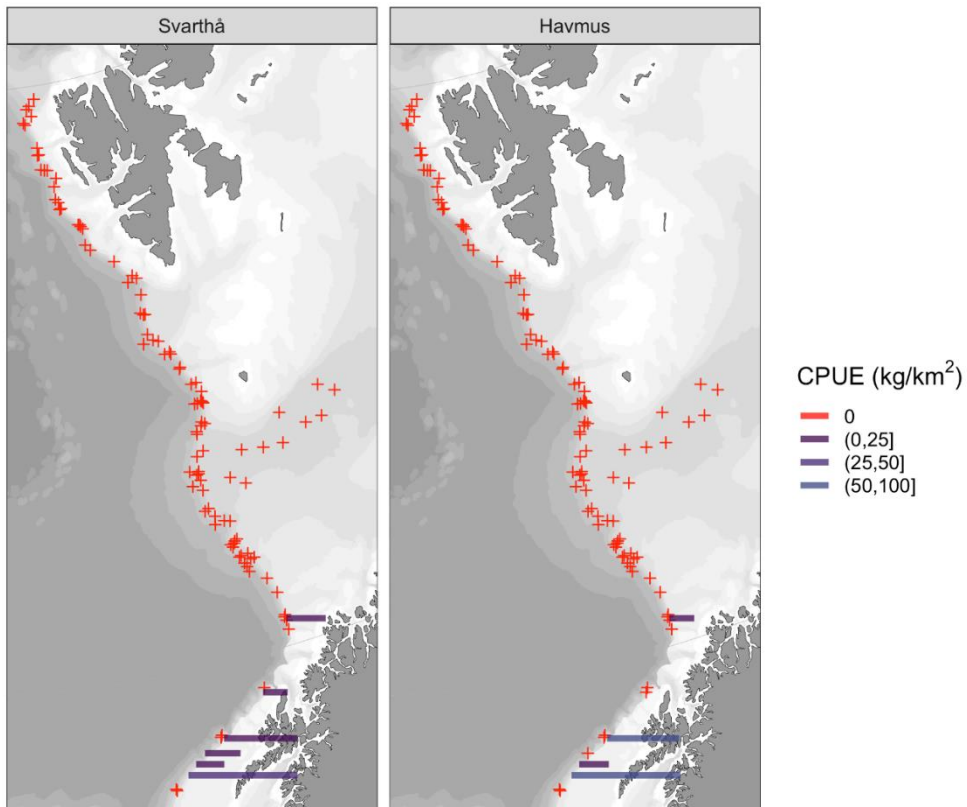 Svarthå
Havmus
CPUE (kg/km²)
0
(0,25]
(25,50]
(50,100]